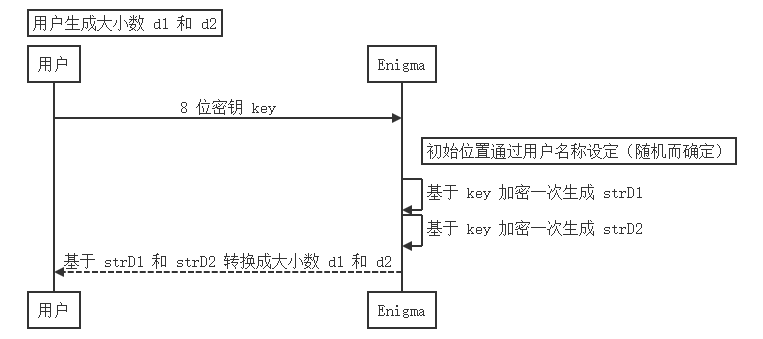 用户生成大小数 d1 和 d2
用户
Enigma
8 位密钥 key
初始位置通过用户名称设定（随机而确定）
基于 key 加密一次生成 strD1
基于 key 加密一次生成 strD2
基于 strD1 和 strD2 转换成大小数 d1 和 d2
用户
Enigma